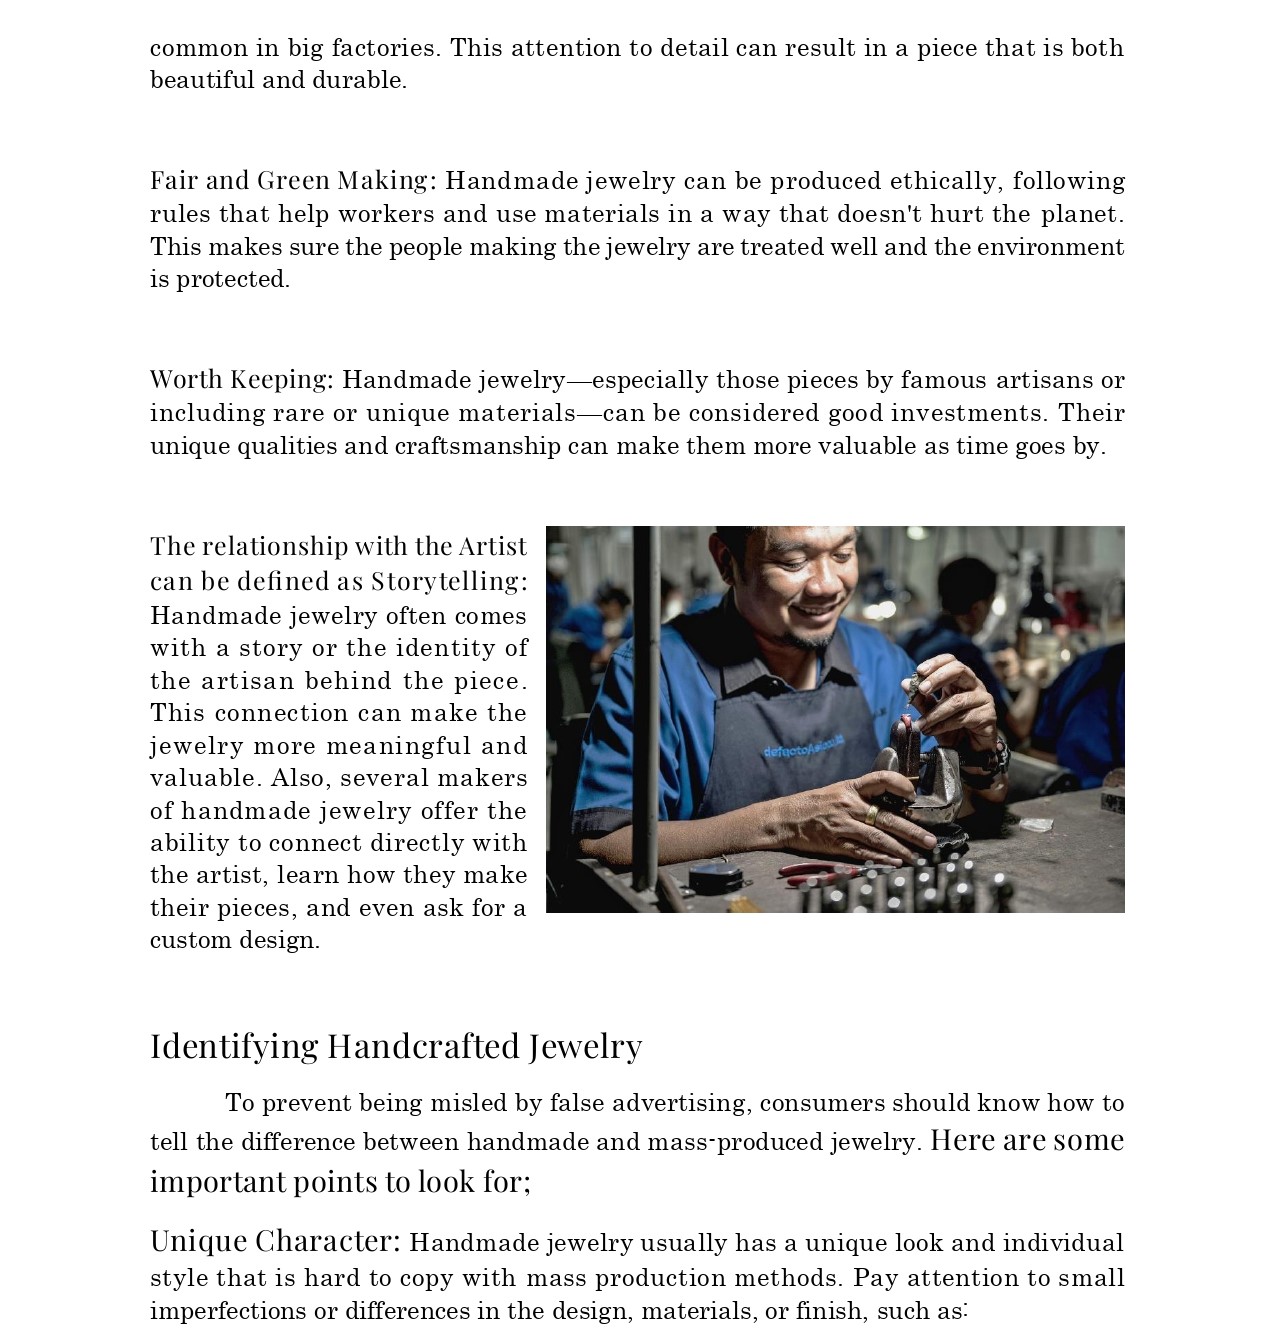 common in big factories. This attention to detail can result in a piece that is both
beautiful and durable.
Fair and Green Making: Handmade jewelry can be produced ethically, following
rules that help workers and use materials in a way that doesn't hurt the planet.
This makes sure the people making the jewelry are treated well and the environment
is protected.
Worth Keeping: Handmade jewelry—especially those pieces by famous artisans or
including rare or unique materials—can be considered good investments. Their
unique qualities and craftsmanship can make them more valuable as time goes by.
The relationship with the Artist
can be defined as Storytelling:
Handmade jewelry often comes
with a story or the identity of
the artisan behind the piece.
This connection can make the
jewelry more meaningful and
valuable. Also, several makers
of handmade jewelry offer the
ability to connect directly with
the artist, learn how they make
their pieces, and even ask for a
custom design.
Identifying Handcrafted Jewelry
To prevent being misled by false advertising, consumers should know how to
tell the difference between handmade and mass-produced jewelry. Here are some
important points to look for;
Unique Character: Handmade jewelry usually has a unique look and individual
style that is hard to copy with mass production methods. Pay attention to small
imperfections or differences in the design, materials, or finish, such as: